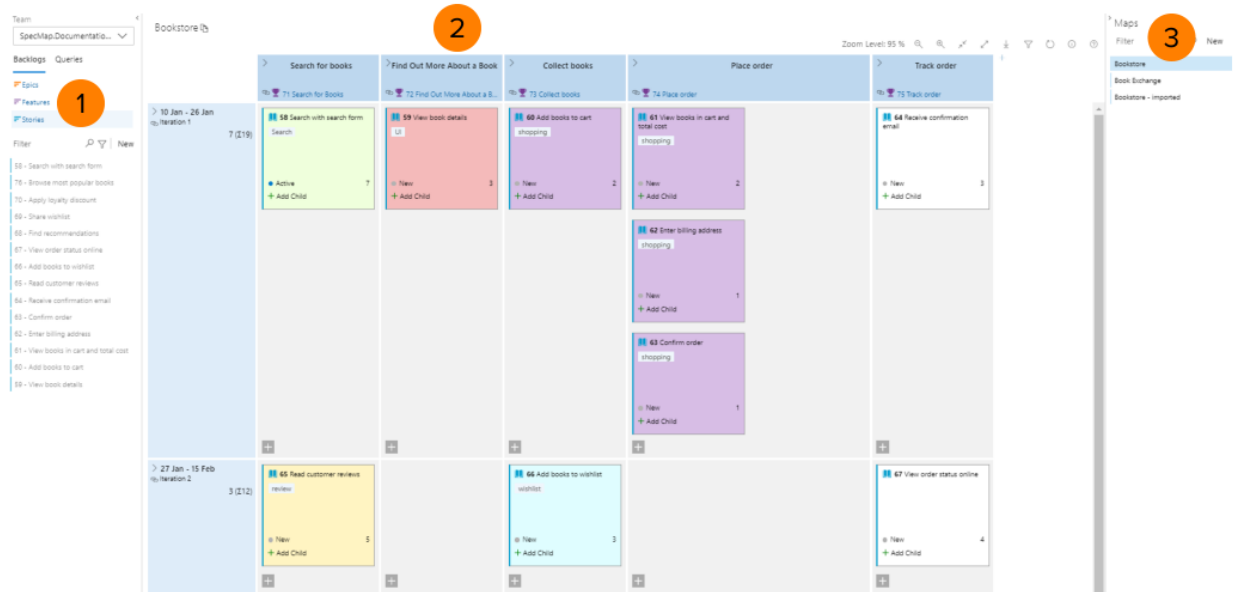 Team
SpecMap.Documentatio...
Backlogs Queries
Epics
Features
Stories
1
Filter New
58 - Search with search form
76 - Browse most popular books
70 - Apply loyalty discount
69 - Share wishlist
68 - Find recommendations
67 - View order status online
66 - Add books to wishlist
65 - Read customer reviews
64 - Receive confirmation email
63 - Confirm order
62 - Enter billing address
61 - View books in cart and total cost
60 - Add books to cart
59 - View book details
Bookstore
2
Zoom Level: 95 %
Search for books
71 Search for Books
Find Out More About a Book
72 Find Out More About a B...
Collect books
73 Collect books
Place order
74 Place order
Track order
75 Track order
10 Jan - 26 Jan
Iteration 1
7 (Σ19)
58 Search with search form
Search
Active 7
+ Add Child
59 View book details
UI
New 3
+ Add Child
60 Add books to cart
shopping
New 2
+ Add Child
61 View books in cart and
total cost
shopping
New 2
+ Add Child
62 Enter billing address
shopping
New 1
+ Add Child
63 Confirm order
shopping
New 1
+ Add Child
64 Receive confirmation
email
New 3
+ Add Child
27 Jan - 15 Feb
Iteration 2
3 (Σ12)
65 Read customer reviews
review
New 5
+ Add Child
66 Add books to wishlist
wishlist
New 3
+ Add Child
67 View order status online
New 4
+ Add Child
Maps
Filter New
3
Bookstore
Book Exchange
Bookstore - imported